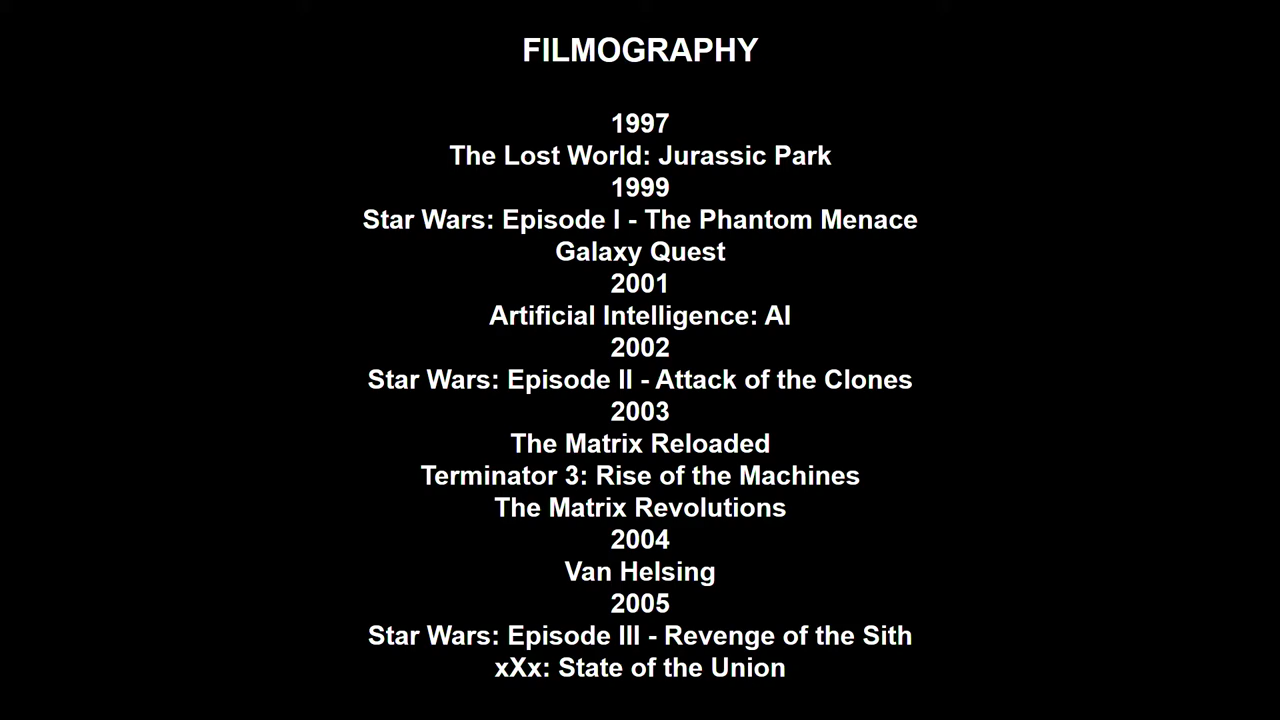 FILMOGRAPHY
1997
The Lost World: Jurassic Park
1999
Star Wars: Episode I - The Phantom Menace
Galaxy Quest
2001
Artificial Intelligence: AI
2002
Star Wars: Episode II - Attack of the Clones
2003
The Matrix Reloaded
Terminator 3: Rise of the Machines
The Matrix Revolutions
2004
Van Helsing
2005
Star Wars: Episode III - Revenge of the Sith
xXx: State of the Union